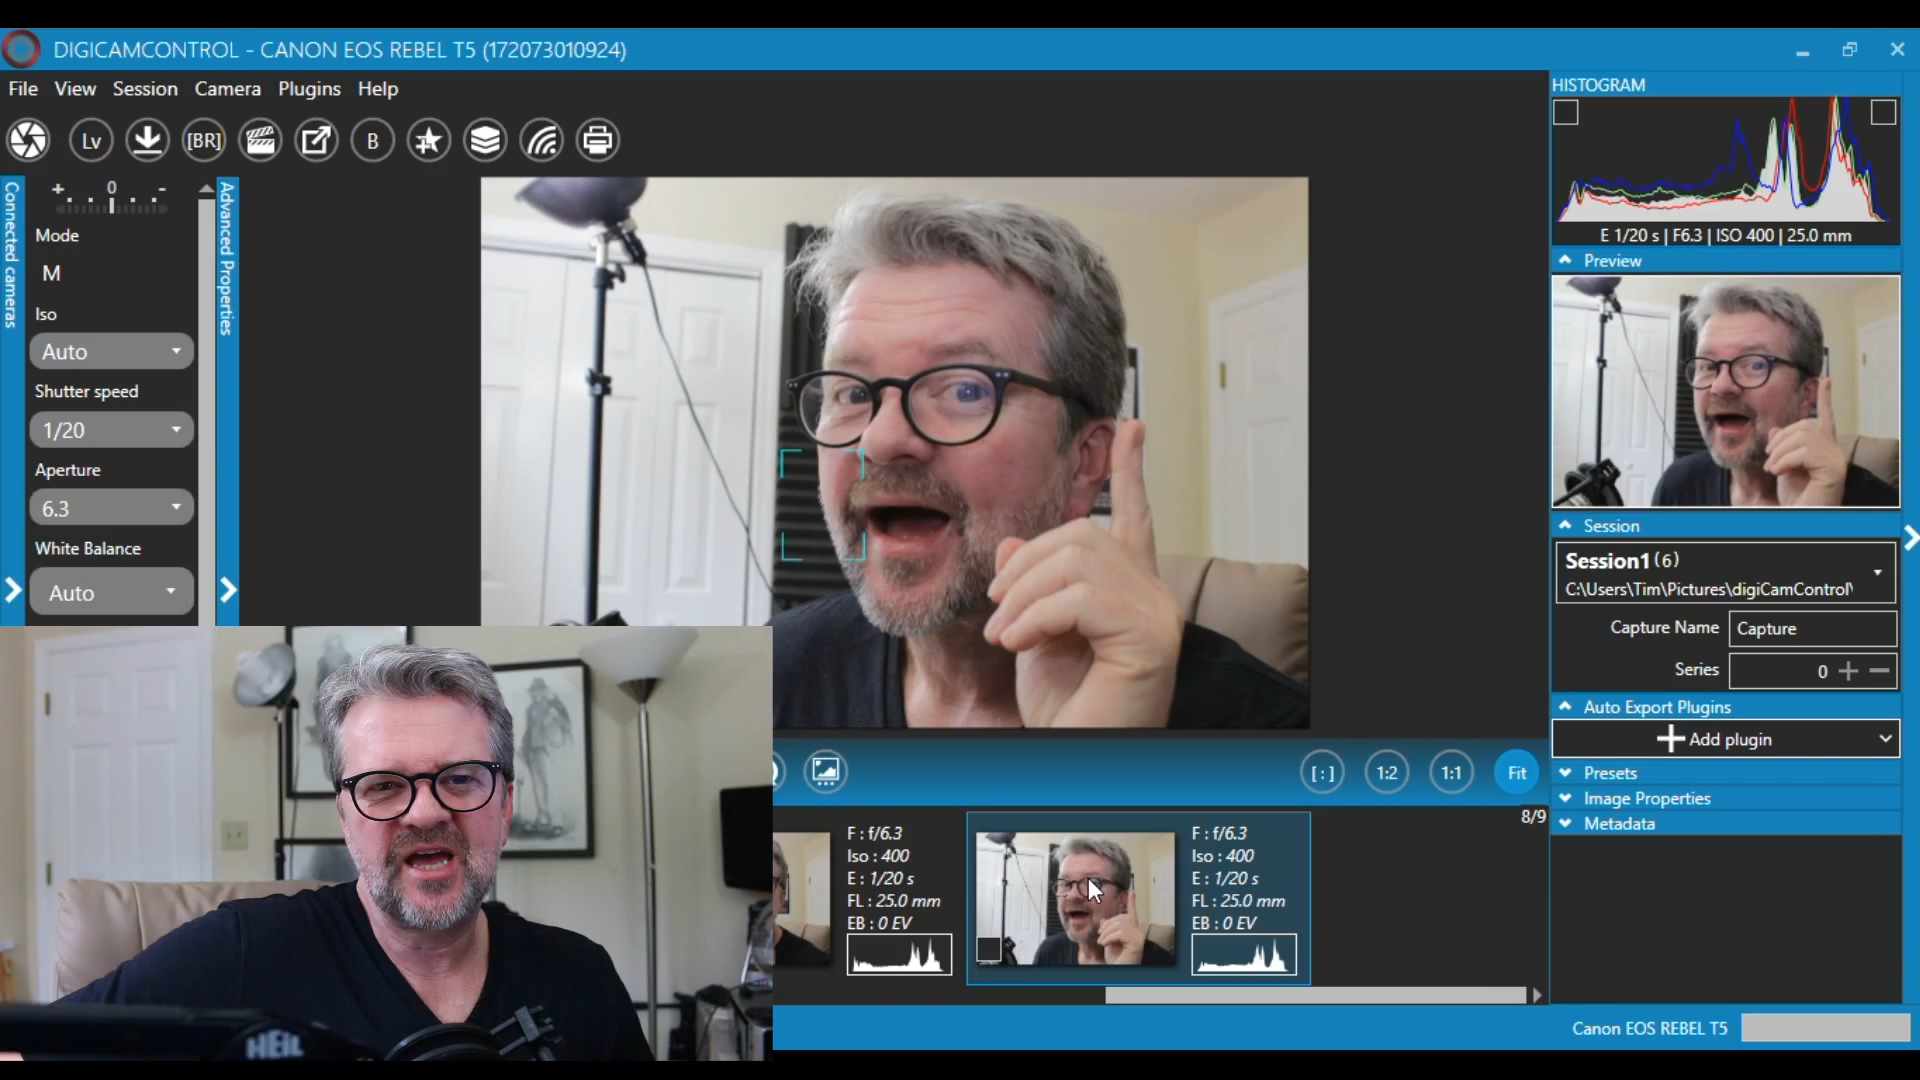 DIGICAMCONTROL - CANON EOS REBEL T5 (172073010924)
File View Session Camera Plugins Help
Lv [BR] B
Connected cameras
+ 0 -
Mode
M
Iso
Auto
Shutter speed
1/20
Aperture
6.3
White Balance
Auto
Advanced Properties
HISTOGRAM
E 1/20 s | F6.3 | ISO 400 | 25.0 mm
Preview
Session
Session1 (6)
C:\Users\Tim\Pictures\digiCamControl\
Capture Name Capture
Series 0 + -
Auto Export Plugins
Add plugin
Presets
Image Properties
Metadata
[:] 1:2 1:1 Fit
8/9
F : f/6.3
Iso : 400
E : 1/20 s
FL : 25.0 mm
EB : 0 EV
F : f/6.3
Iso : 400
E : 1/20 s
FL : 25.0 mm
EB : 0 EV
HEiL
Canon EOS REBEL T5